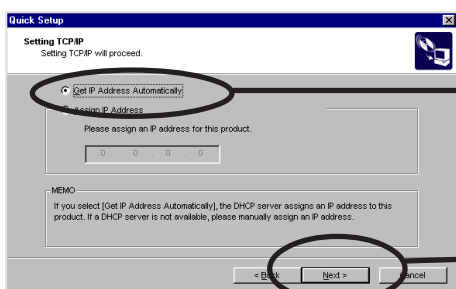 Quick Setup
Setting TCP/IP
Setting TCP/IP will proceed.
Get IP Address Automatically
Assign IP Address
Please assign an IP address for this product.
0 . 0 . 0 . 0
MEMO
If you select [Get IP Address Automatically], the DHCP server assigns an IP address to this
product. If a DHCP server is not available, please manually assign an IP address.
< Back Next > Cancel